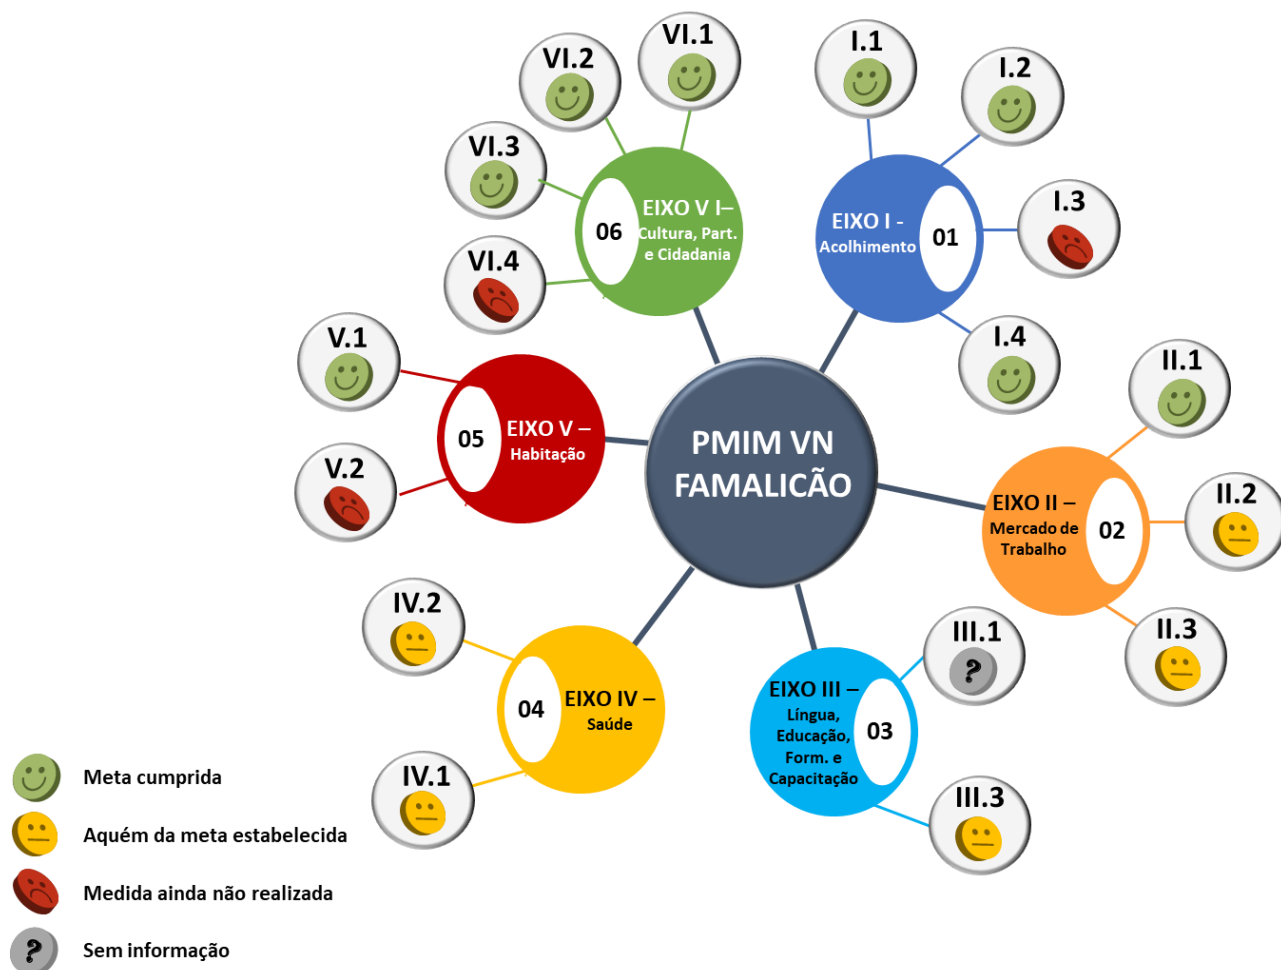 VI.1
I.1
VI.2
I.2
VI.3
I.3
EIXO V I–
Cultura, Part.
e Cidadania
06
EIXO I -
Acolhimento
01
VI.4
I.4
V.1
II.1
EIXO V –
Habitação
05
PMIM VN
FAMALICÃO
V.2
II.2
EIXO II –
Mercado de
Trabalho
02
IV.2
III.1
?
II.3
EIXO IV –
Saúde
04
EIXO III –
Língua,
Educação,
Form. e
Capacitação
03
IV.1
III.3
Meta cumprida
Aquém da meta estabelecida
Medida ainda não realizada
?
Sem informação